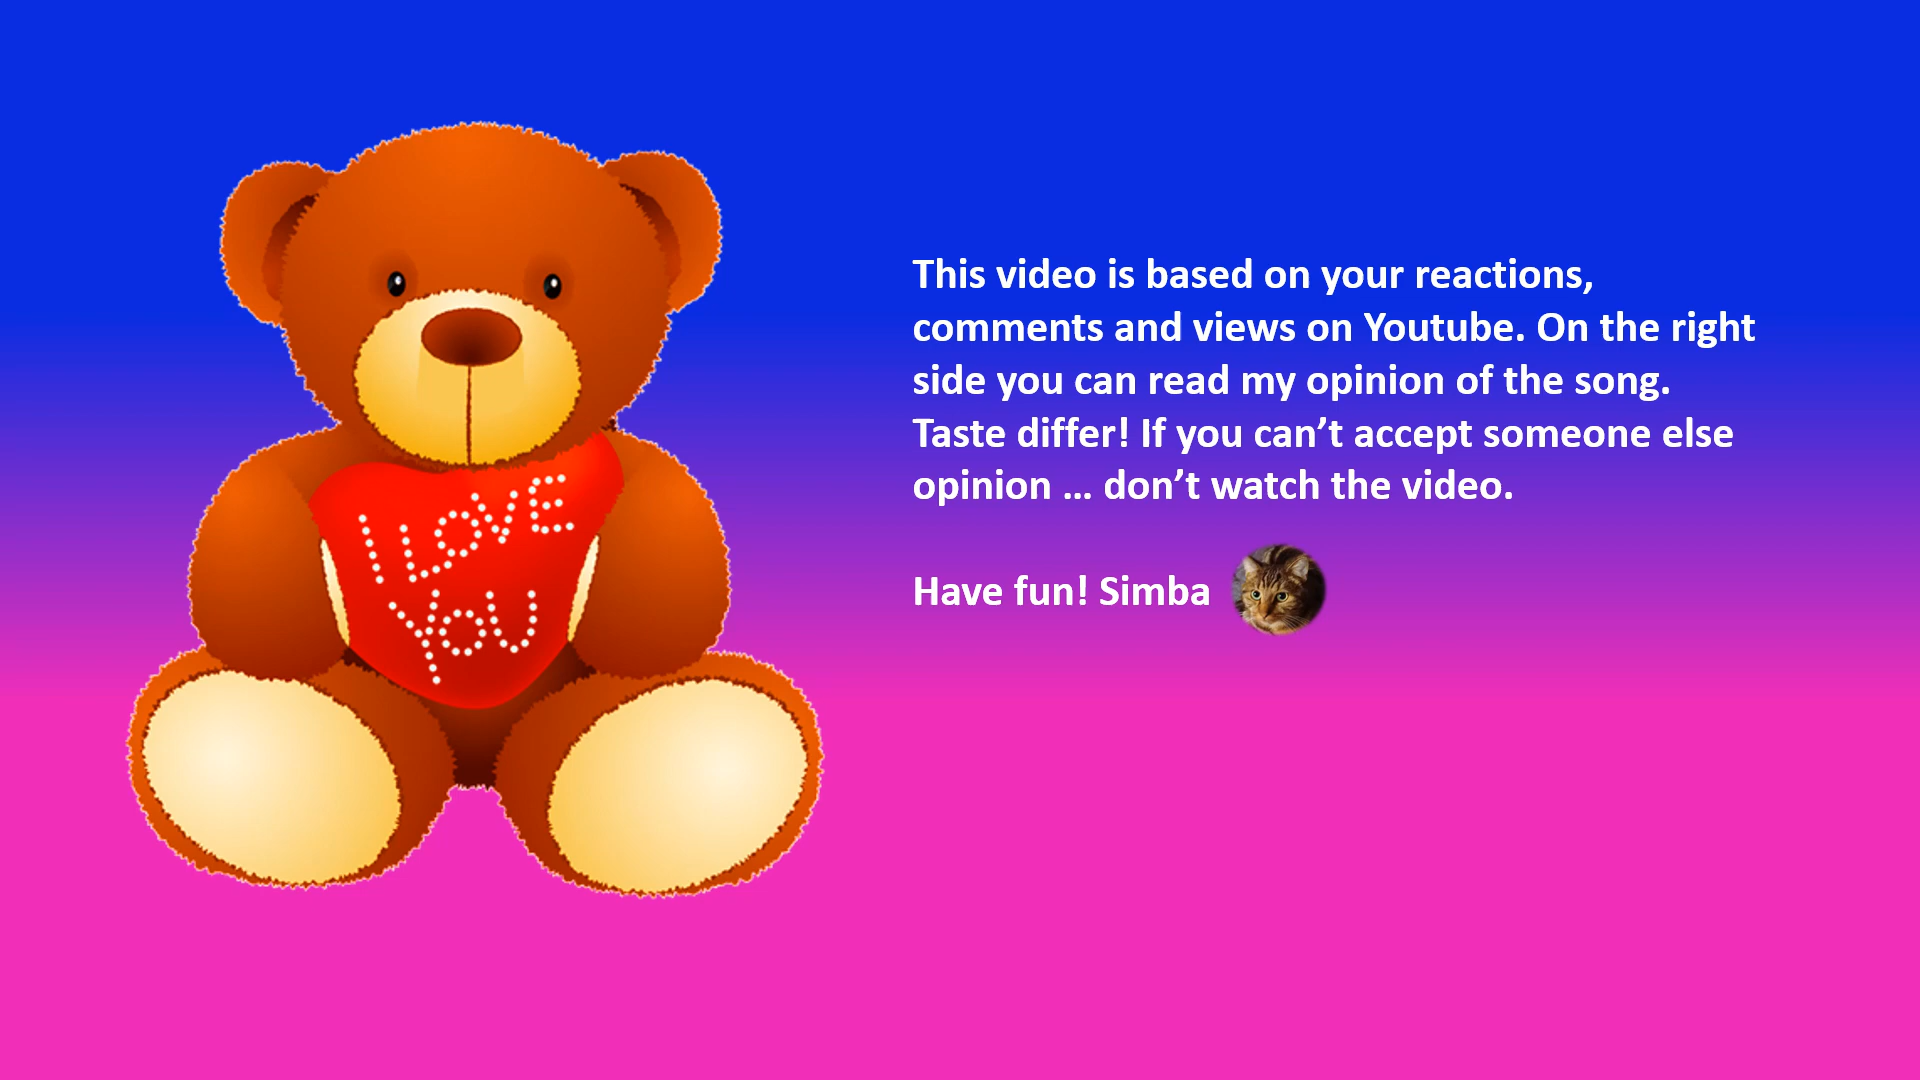 I LOVE
YOU
This video is based on your reactions,
comments and views on Youtube. On the right
side you can read my opinion of the song.
Taste differ! If you can’t accept someone else
opinion … don’t watch the video.
Have fun! Simba